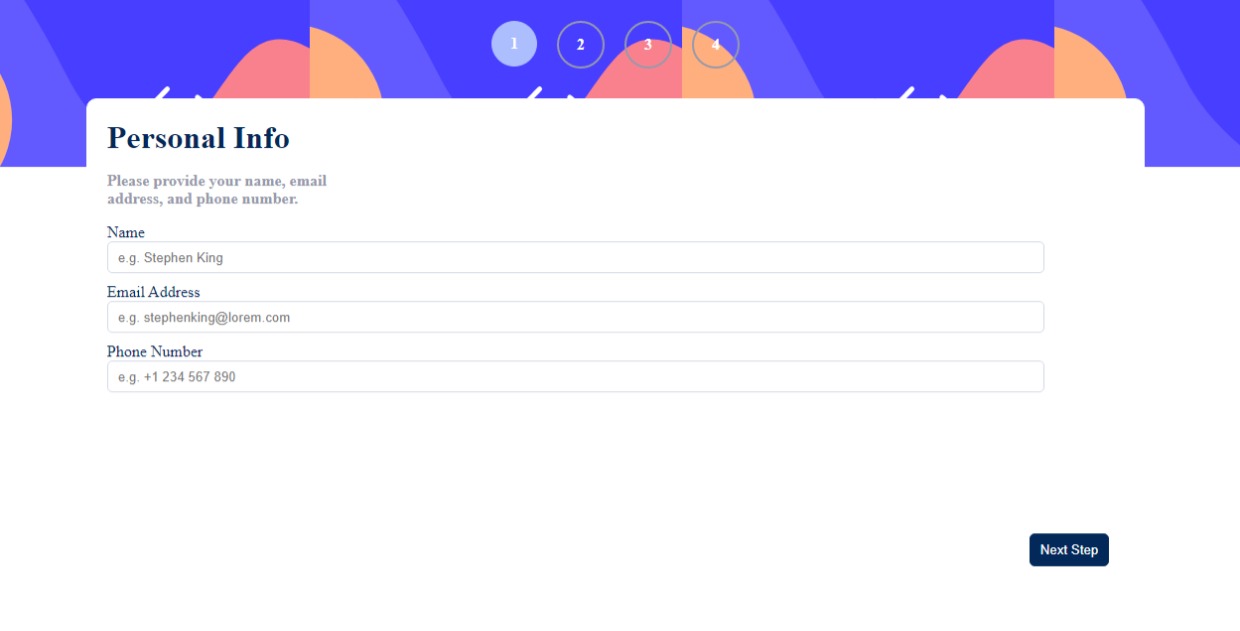 1 2 3 4
Personal Info
Please provide your name, email
address, and phone number.
Name
e.g. Stephen King
Email Address
e.g. stephenking@lorem.com
Phone Number
e.g. +1 234 567 890
Next Step